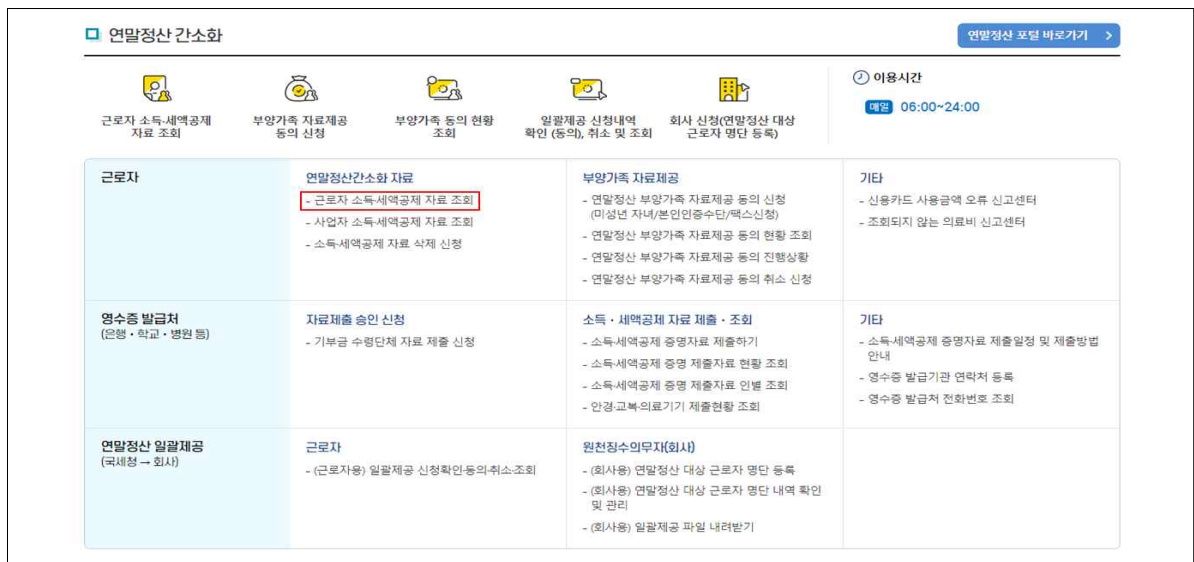 연말정산 간소화
연말정산 포털 바로가기
근로자 소득·세액공제
자료 조회
부양가족 자료제공
동의 신청
부양가족 동의 현황
조회
일괄제공 신청내역
확인 (동의), 취소 및 조회
회사 신청(연말정산 대상
근로자 명단 등록)
이용시간
매일 06:00~24:00
근로자
연말정산간소화 자료
- 근로자 소득·세액공제 자료 조회
- 사업자 소득·세액공제 자료 조회
- 소득·세액공제 자료 삭제 신청
부양가족 자료제공
- 연말정산 부양가족 자료제공 동의 신청
(미성년 자녀/본인인증수단/팩스신청)
- 연말정산 부양가족 자료제공 동의 현황 조회
- 연말정산 부양가족 자료제공 동의 진행상황
- 연말정산 부양가족 자료제공 동의 취소 신청
기타
- 신용카드 사용금액 오류 신고센터
- 조회되지 않는 의료비 신고센터
영수증 발급처
(은행・학교・병원 등)
자료제출 승인 신청
- 기부금 수령단체 자료 제출 신청
소득・세액공제 자료 제출・조회
- 소득·세액공제 증명자료 제출하기
- 소득·세액공제 증명 제출자료 현황 조회
- 소득·세액공제 증명 제출자료 인별 조회
- 안경·교복·의료기기 제출현황 조회
기타
- 소득·세액공제 증명자료 제출일정 및 제출방법
안내
- 영수증 발급기관 연락처 등록
- 영수증 발급처 전화번호 조회
연말정산 일괄제공
(국세청 → 회사)
근로자
- (근로자용) 일괄제공 신청확인·동의·취소·조회
원천징수의무자(회사)
- (회사용) 연말정산 대상 근로자 명단 등록
- (회사용) 연말정산 대상 근로자 명단 내역 확인
및 관리
- (회사용) 일괄제공 파일 내려받기